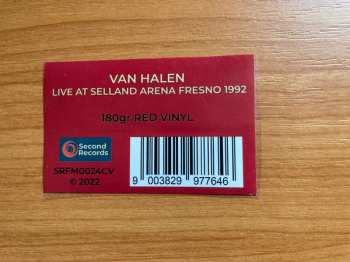 VAN HALEN
LIVE AT SELLAND ARENA FRESNO 1992
180gr RED VINYL
Second
Records
SRFM0024CV
© 2022
9 003829 977646